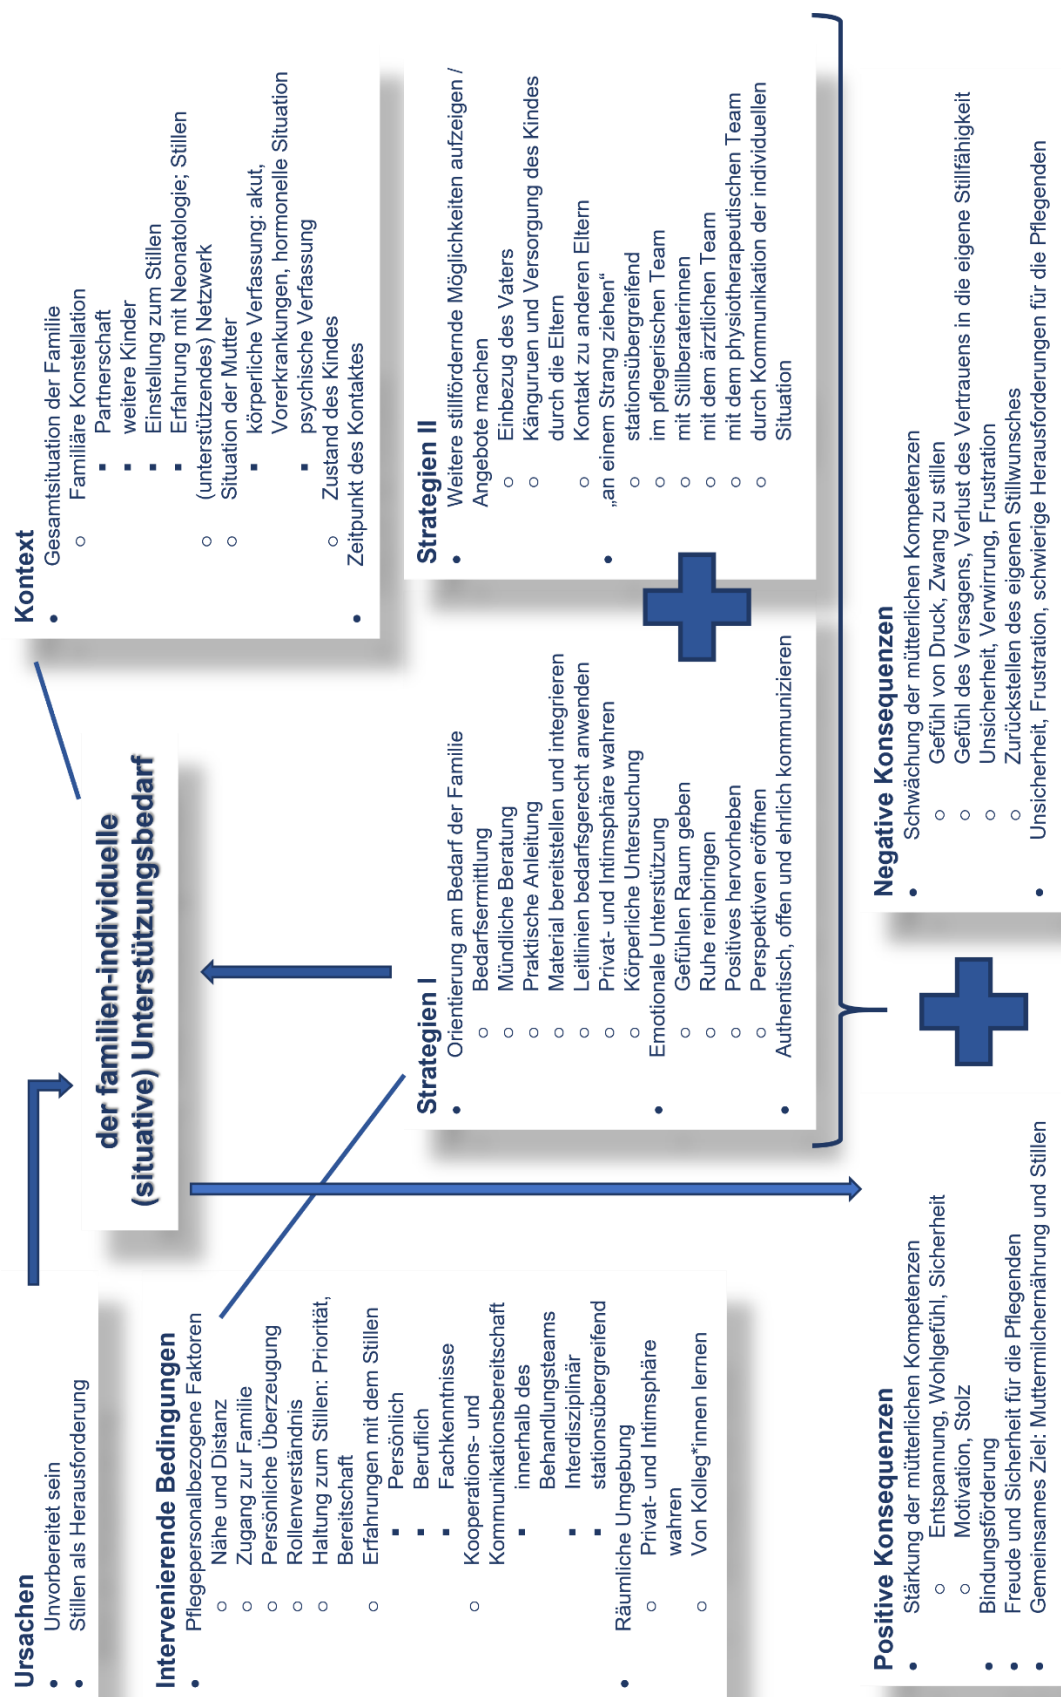 Ursachen
• Unvorbereitet sein
• Stillen als Herausforderung
der familien-individuelle
(situative) Unterstützungsbedarf
Kontext
• Gesamtsituation der Familie
○ Familiäre Konstellation
▪ Partnerschaft
▪ weitere Kinder
▪ Einstellung zum Stillen
▪ Erfahrung mit Neonatologie; Stillen
○ (unterstützendes) Netzwerk
○ Situation der Mutter
▪ körperliche Verfassung: akut,
Vorerkrankungen, hormonelle Situation
▪ psychische Verfassung
○ Zustand des Kindes
• Zeitpunkt des Kontaktes
Intervenierende Bedingungen
• Pflegepersonalbezogene Faktoren
○ Nähe und Distanz
○ Zugang zur Familie
○ Persönliche Überzeugung
○ Rollenverständnis
○ Haltung zum Stillen: Priorität,
Bereitschaft
○ Erfahrungen mit dem Stillen
▪ Persönlich
▪ Beruflich
▪ Fachkenntnisse
○ Kooperations- und
Kommunikationsbereitschaft
▪ innerhalb des
Behandlungsteams
▪ Interdisziplinär
▪ stationsübergreifend
• Räumliche Umgebung
○ Privat- und Intimsphäre
wahren
○ Von Kolleg*innen lernen
Strategien I
• Orientierung am Bedarf der Familie
○ Bedarfsermittlung
○ Mündliche Beratung
○ Praktische Anleitung
○ Material bereitstellen und integrieren
○ Leitlinien bedarfsgerecht anwenden
○ Privat- und Intimsphäre wahren
○ Körperliche Untersuchung
• Emotionale Unterstützung
○ Gefühlen Raum geben
○ Ruhe reinbringen
○ Positives hervorheben
○ Perspektiven eröffnen
• Authentisch, offen und ehrlich kommunizieren
Strategien II
• Weitere stillfördernde Möglichkeiten aufzeigen /
Angebote machen
○ Einbezug des Vaters
○ Känguruen und Versorgung des Kindes
durch die Eltern
○ Kontakt zu anderen Eltern
• „an einem Strang ziehen“
○ stationsübergreifend
○ im pflegerischen Team
○ mit Stillberaterinnen
○ mit dem ärztlichen Team
○ mit dem physiotherapeutischen Team
○ durch Kommunikation der individuellen
Situation
Positive Konsequenzen
• Stärkung der mütterlichen Kompetenzen
○ Entspannung, Wohlgefühl, Sicherheit
○ Motivation, Stolz
• Bindungsförderung
• Freude und Sicherheit für die Pflegenden
• Gemeinsames Ziel: Muttermilchernährung und Stillen
Negative Konsequenzen
• Schwächung der mütterlichen Kompetenzen
○ Gefühl von Druck, Zwang zu stillen
○ Gefühl des Versagens, Verlust des Vertrauens in die eigene Stillfähigkeit
○ Unsicherheit, Verwirrung, Frustration
○ Zurückstellen des eigenen Stillwunsches
• Unsicherheit, Frustration, schwierige Herausforderungen für die Pflegenden